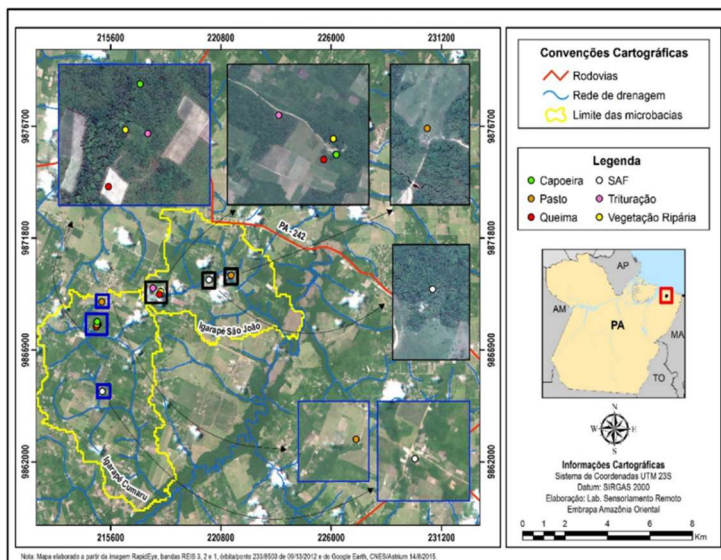 215600 220800 226000 231200
9876700
9871800
9866900
9862000
PA - 242
Igarapé São João
Igarapé Cumaru
215600 220800 226000 231200
Convenções Cartográficas
Rodovias
Rede de drenagem
Limite das microbacias
Legenda
Capoeira SAF
Pasto Trituração
Queima Vegetação Ripária
AP
AM
PA
MA
TO
N
W E
S
Informações Cartográficas
Sistema de Coordenadas UTM 23S
Datum: SIRGAS 2000
Elaboração: Lab. Sensoriamento Remoto
Embrapa Amazônia Oriental
0 1 2 4 6 8
Km
Nota: Mapa elaborado a partir da imagem RapidEye, bandas REIS 3, 2 e 1, órbita/ponto 233/8503 de 09/13/2012 e do Google Earth, CNES/Astrium 14/8/2015.